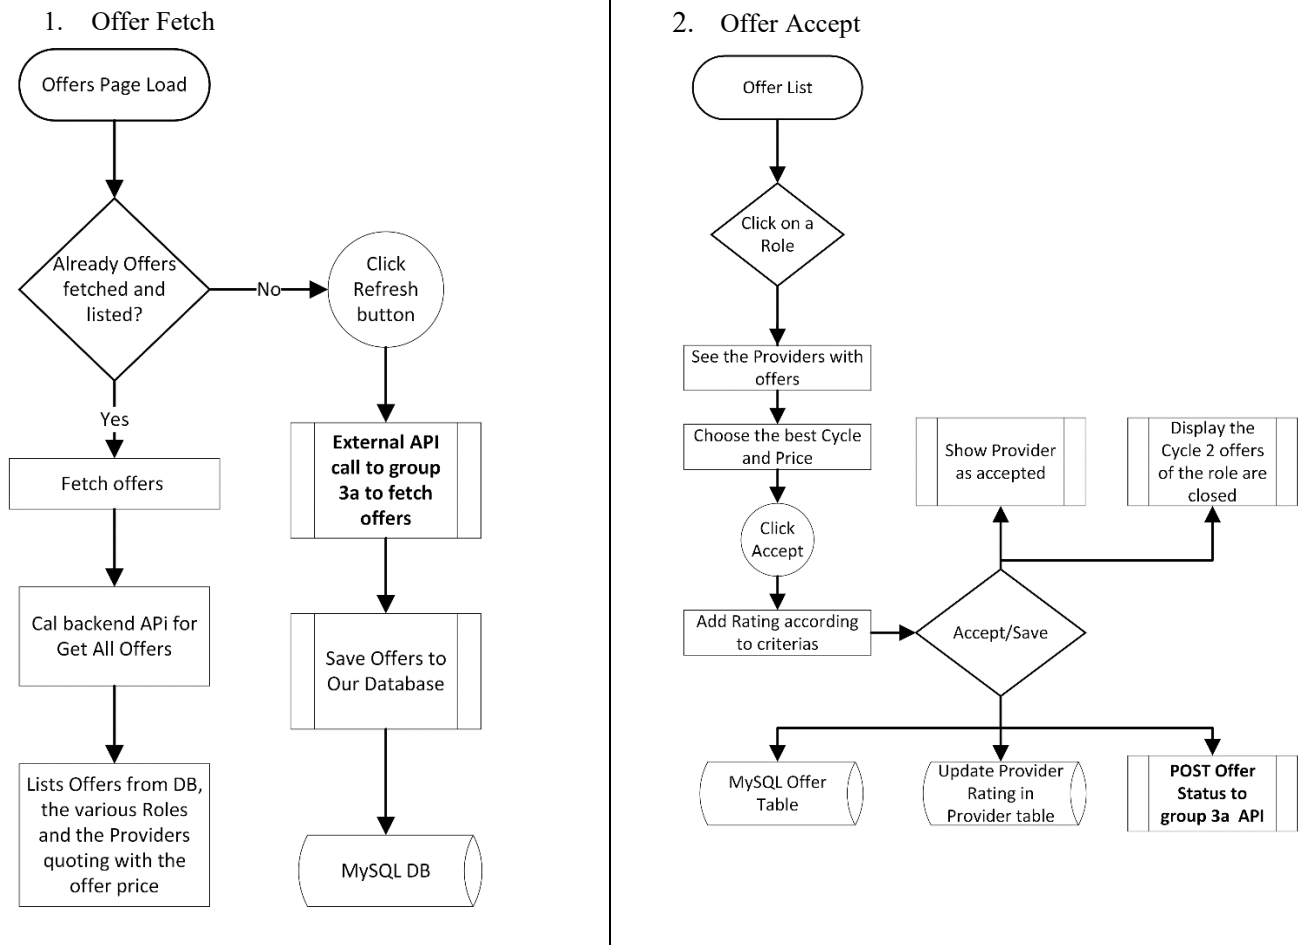 1. Offer Fetch
Offers Page Load
Already Offers
fetched and
listed?
No
Click
Refresh
button
Yes
Fetch offers
External API
call to group
3a to fetch
offers
Cal backend APi for
Get All Offers
Save Offers to
Our Database
Lists Offers from DB,
the various Roles
and the Providers
quoting with the
offer price
MySQL DB
2. Offer Accept
Offer List
Click on a
Role
See the Providers with
offers
Choose the best Cycle
and Price
Click
Accept
Add Rating according
to criterias
Accept/Save
Show Provider
as accepted
Display the
Cycle 2 offers
of the role are
closed
MySQL Offer
Table
Update Provider
Rating in
Provider table
POST Offer
Status to
group 3a API